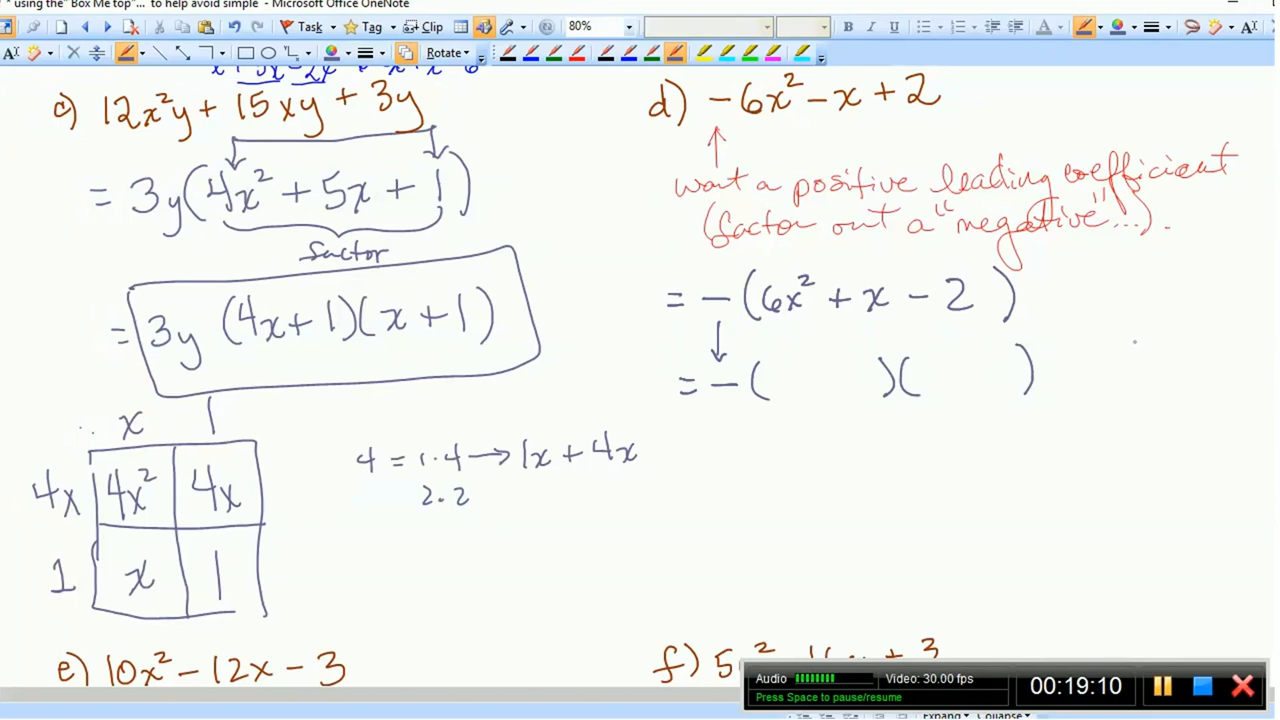 * using the" Box Me top"... to help avoid simple - Microsoft Office OneNote
Task Tag Clip 80% B I U
Rotate
c) 12x²y + 15xy + 3y
= 3y(4x² + 5x + 1)
factor
= 3y (4x+1)(x+1)
x 1
4x 4x² 4x
1 x 1
4 = 1·4 → 1x + 4x
2·2
d) -6x² - x + 2
want a positive leading coefficient
(factor out a "negative"...).
= -(6x² + x - 2 )
= -( )( )
e) 10x² - 12x - 3
f) 5
Audio Video: 30.00 fps
Press Space to pause/resume
00:19:10
Expand Collapse